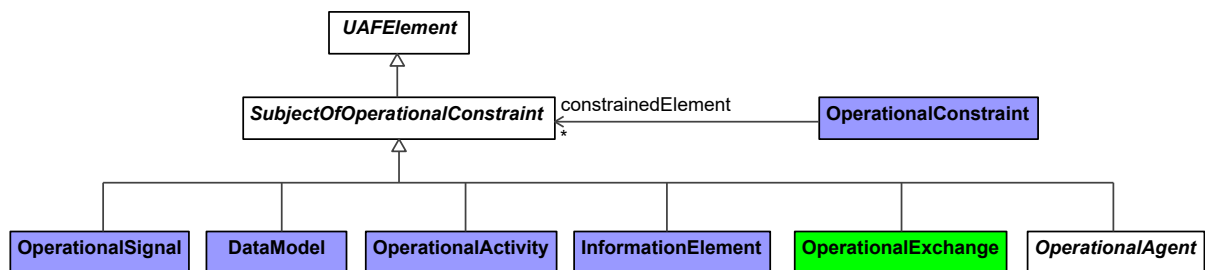 UAFElement
SubjectOfOperationalConstraint
constrainedElement
*
OperationalConstraint
OperationalSignal
DataModel
OperationalActivity
InformationElement
OperationalExchange
OperationalAgent